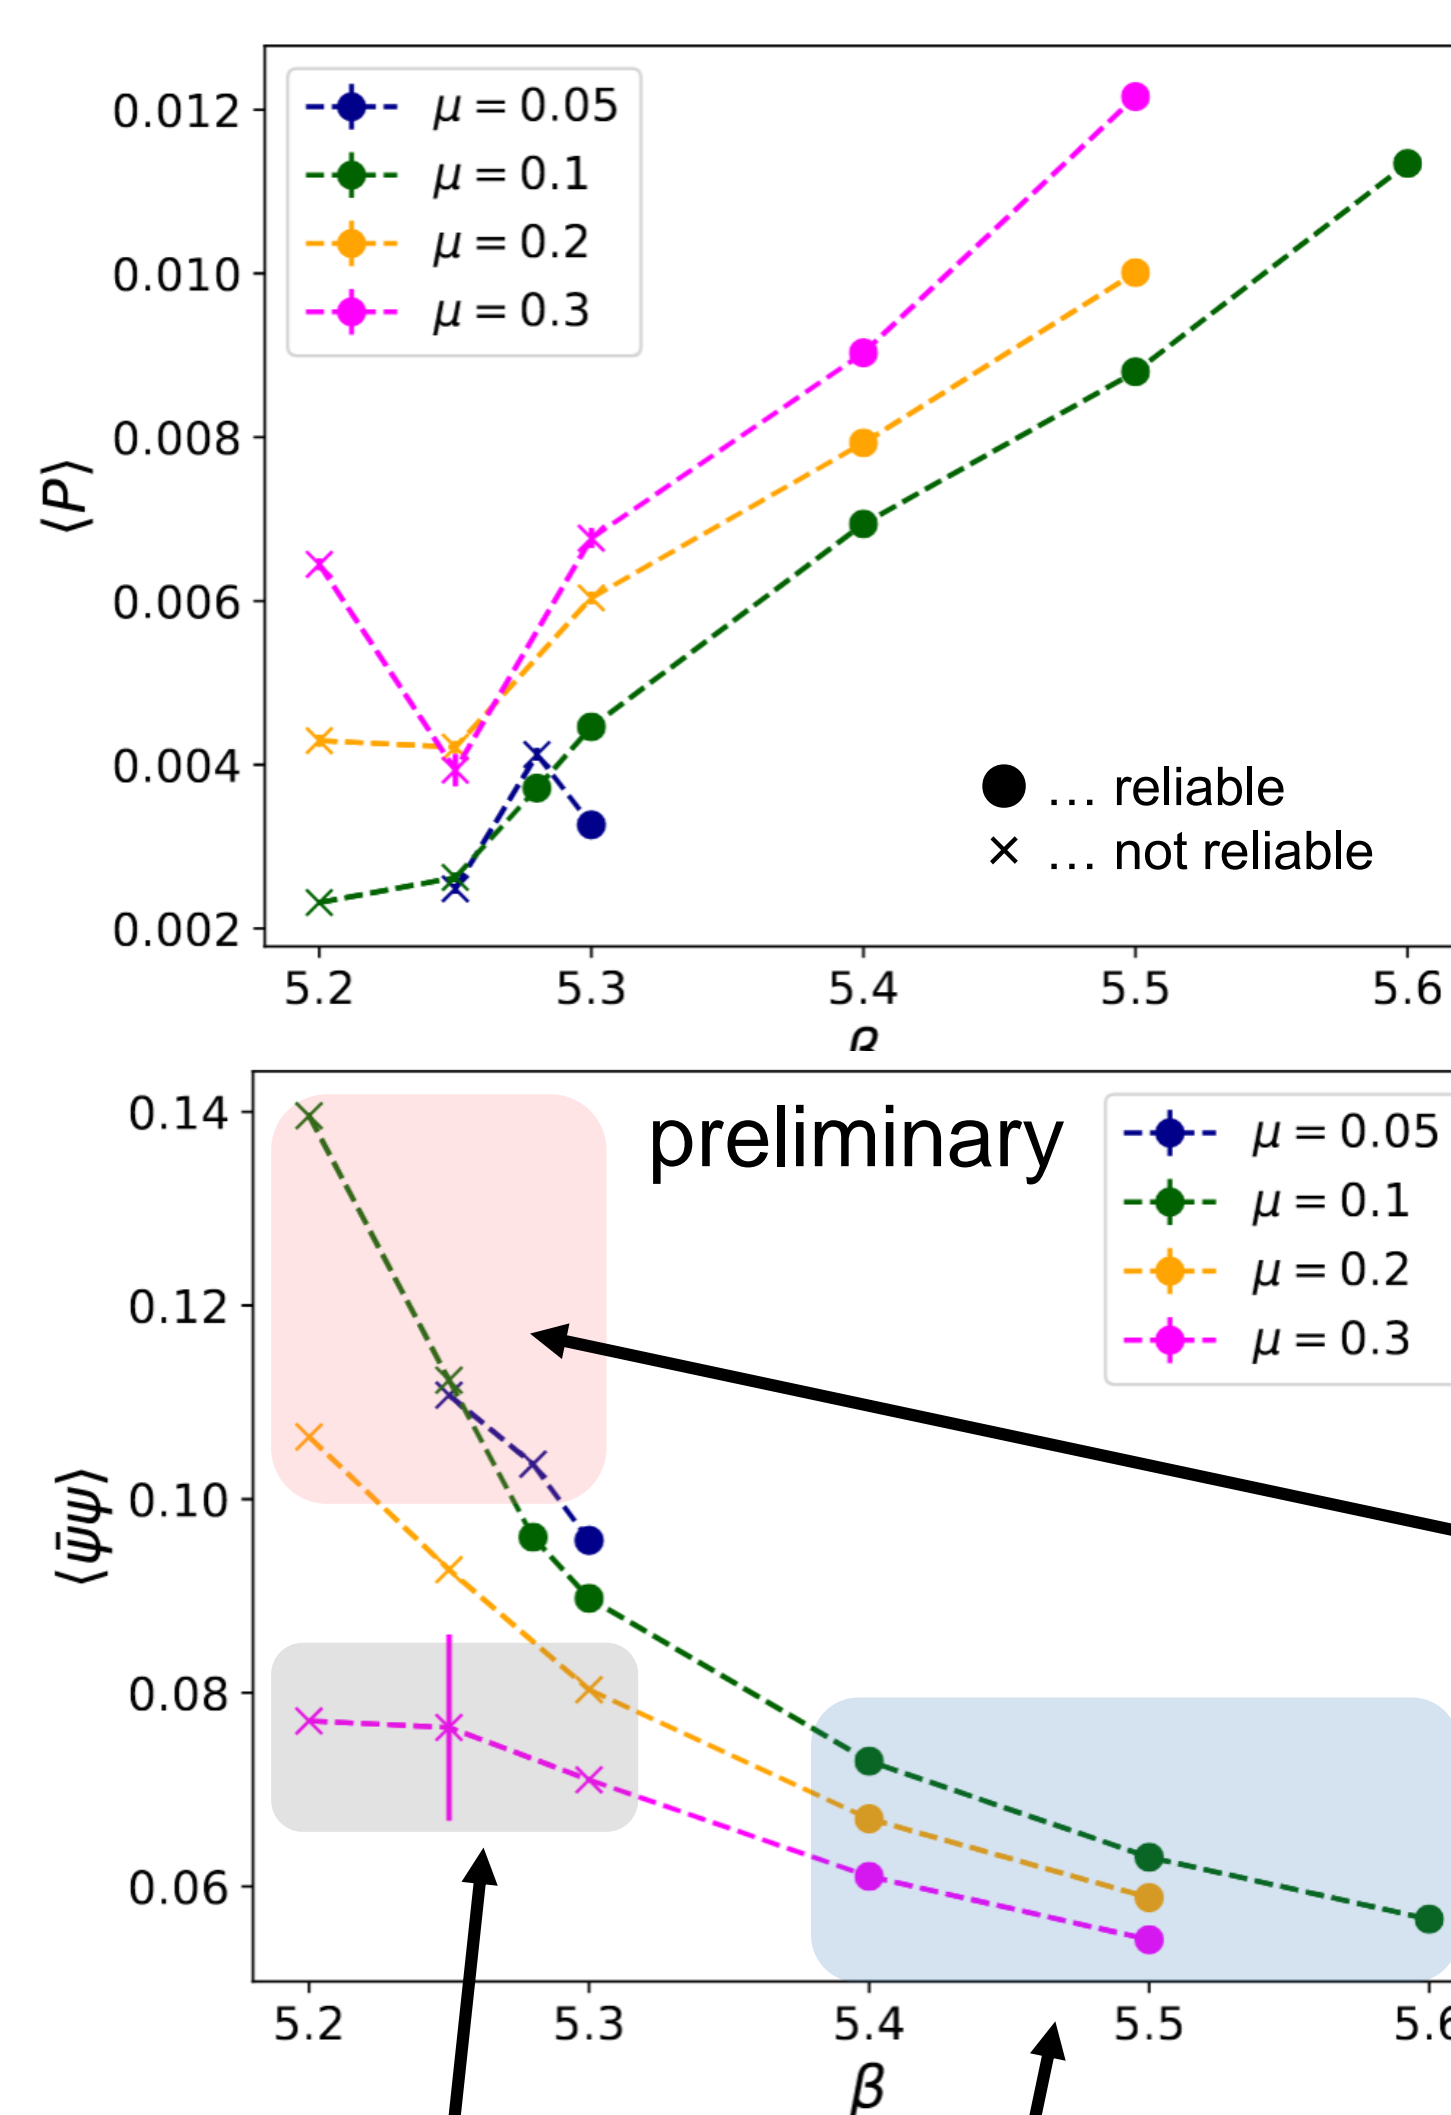 0.012
0.010
0.008
0.006
0.004
0.002
⟨P⟩
μ = 0.05
μ = 0.1
μ = 0.2
μ = 0.3
... reliable
× ... not reliable
5.2 5.3 5.4 5.5 5.6
β
preliminary
0.14
0.12
0.10
0.08
0.06
⟨ψ̄ψ⟩
μ = 0.05
μ = 0.1
μ = 0.2
μ = 0.3
5.2 5.3 5.4 5.5 5.6
β